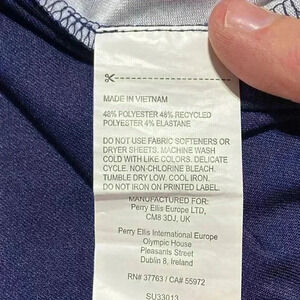 MADE IN VIETNAM
48% POLYESTER 48% RECYCLED
POLYESTER 4% ELASTANE
DO NOT USE FABRIC SOFTENERS OR
DRYER SHEETS. MACHINE WASH
COLD WITH LIKE COLORS. DELICATE
CYCLE. NON-CHLORINE BLEACH.
TUMBLE DRY LOW. COOL IRON.
DO NOT IRON ON PRINTED LABEL.
MANUFACTURED FOR:
Perry Ellis Europe LTD,
CM8 3DJ, UK
Perry Ellis International Europe
Olympic House
Pleasants Street
Dublin 8, Ireland
RN# 37763 / CA# 55972
SU33013